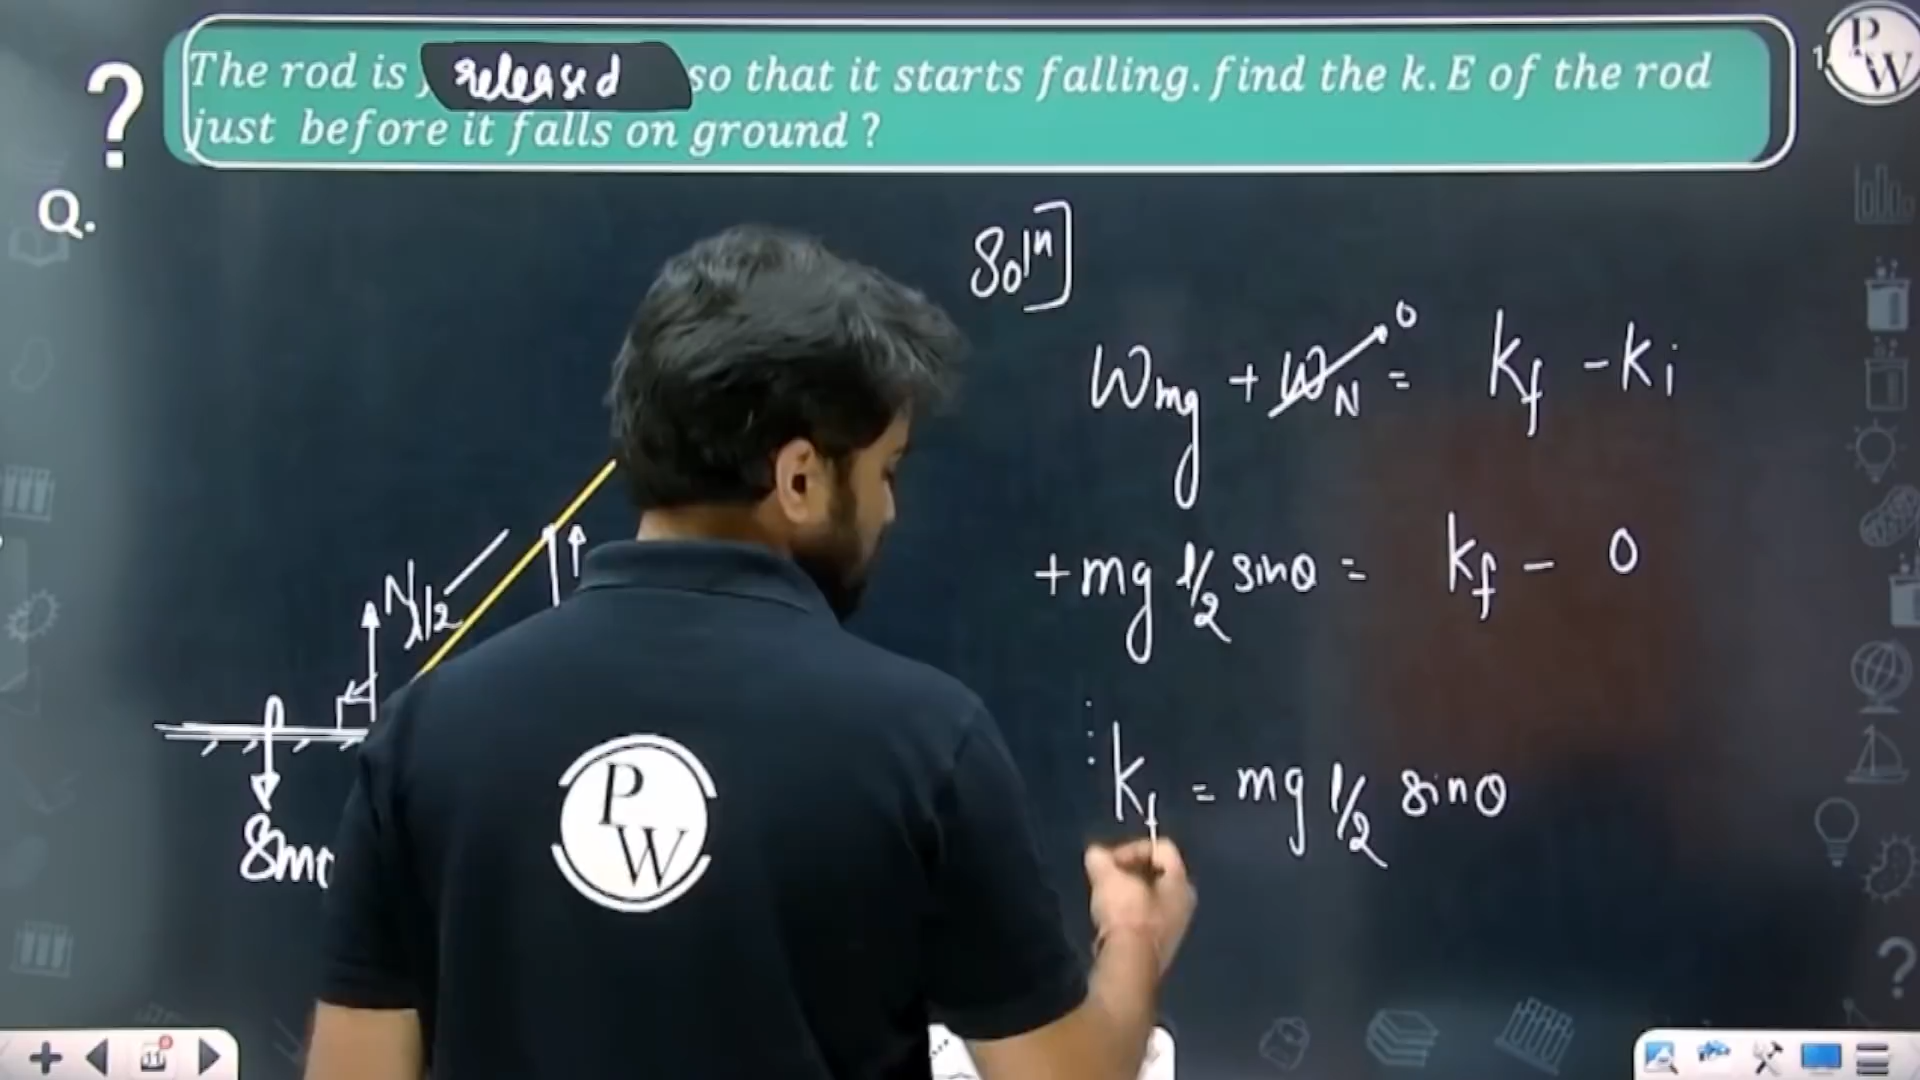 The rod is released so that it starts falling. find the k. E of the rod
just before it falls on ground ?
Q.
Soln]
Wmg + WN 0 = kf - ki
+mg l/2 sinθ = kf - 0
kf = mg l/2 sinθ
N
l/2
PW
PW